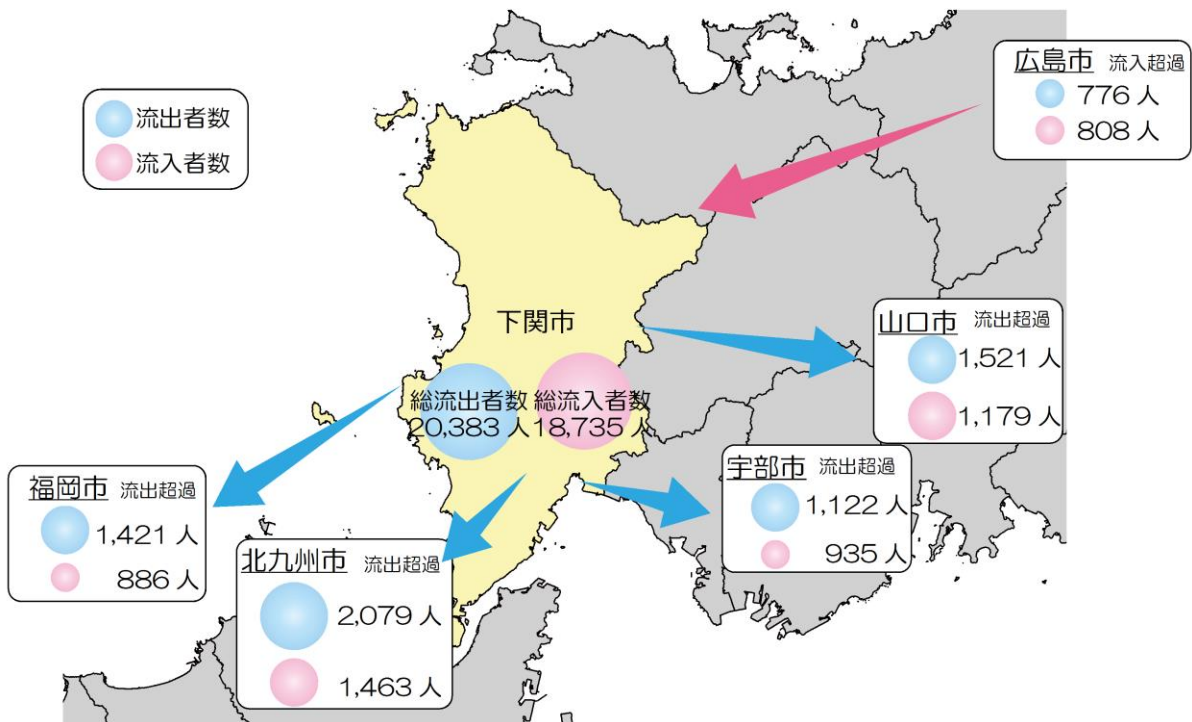 流出者数
流入者数
広島市 流入超過
776 人
808 人
下関市
総流出者数 総流入者数
20,383 人 18,735 人
山口市 流出超過
1,521 人
1,179 人
宇部市 流出超過
1,122 人
935 人
福岡市 流出超過
1,421 人
886 人
北九州市 流出超過
2,079 人
1,463 人